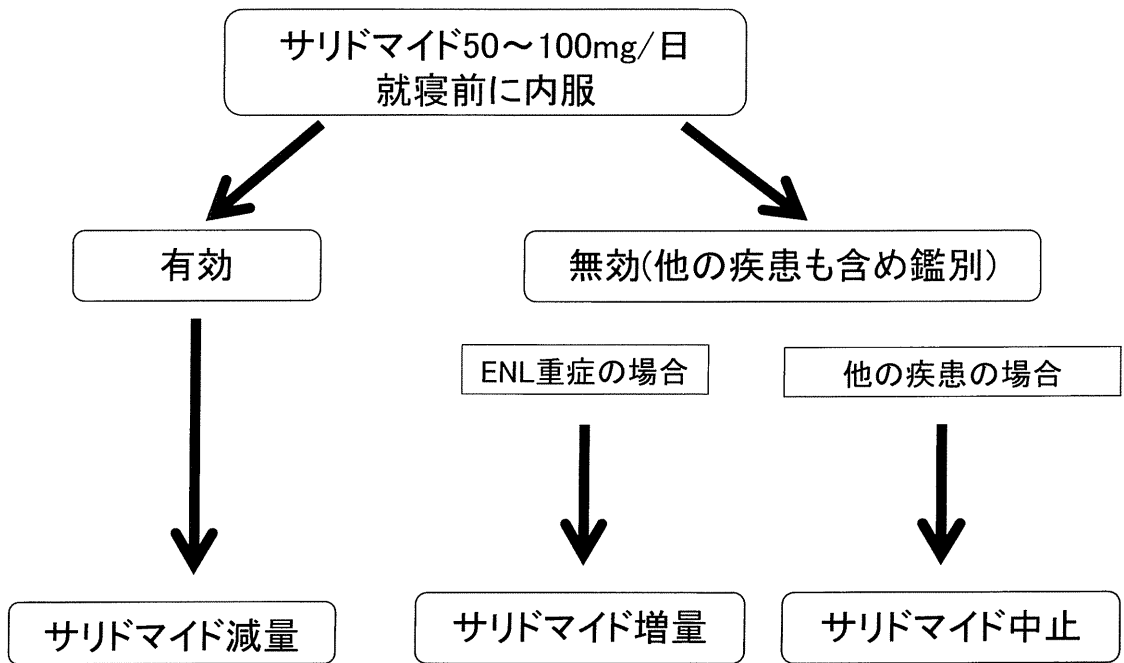 サリドマイド50～100mg/日
就寝前に内服
有効
無効(他の疾患も含め鑑別)
ENL重症の場合
他の疾患の場合
サリドマイド減量
サリドマイド増量
サリドマイド中止